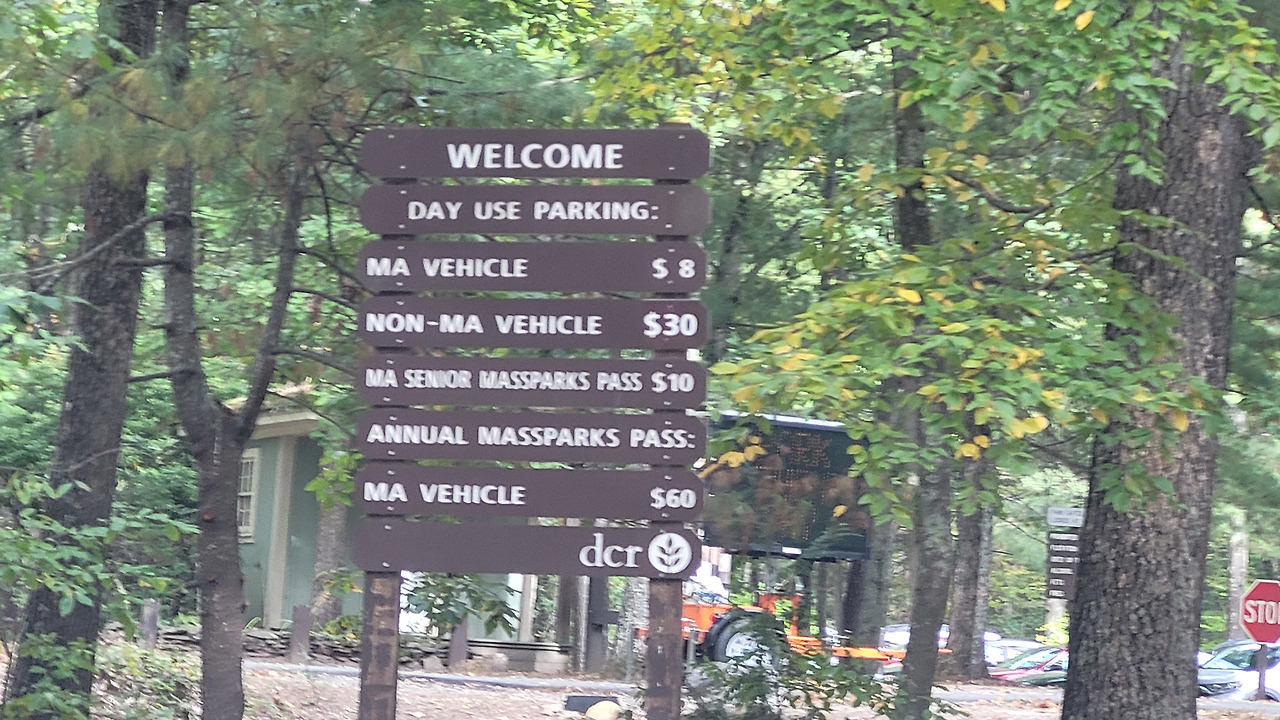 WELCOME
DAY USE PARKING:
MA VEHICLE $ 8
NON-MA VEHICLE $30
MA SENIOR MASSPARKS PASS $10
ANNUAL MASSPARKS PASS:
MA VEHICLE $60
dcr
STO